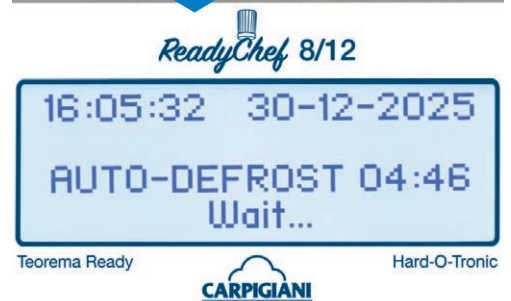 ReadyChef 8/12
16:05:32 30-12-2025
AUTO-DEFROST 04:46
Wait...
Teorema Ready
Hard-O-Tronic
CARPIGIANI